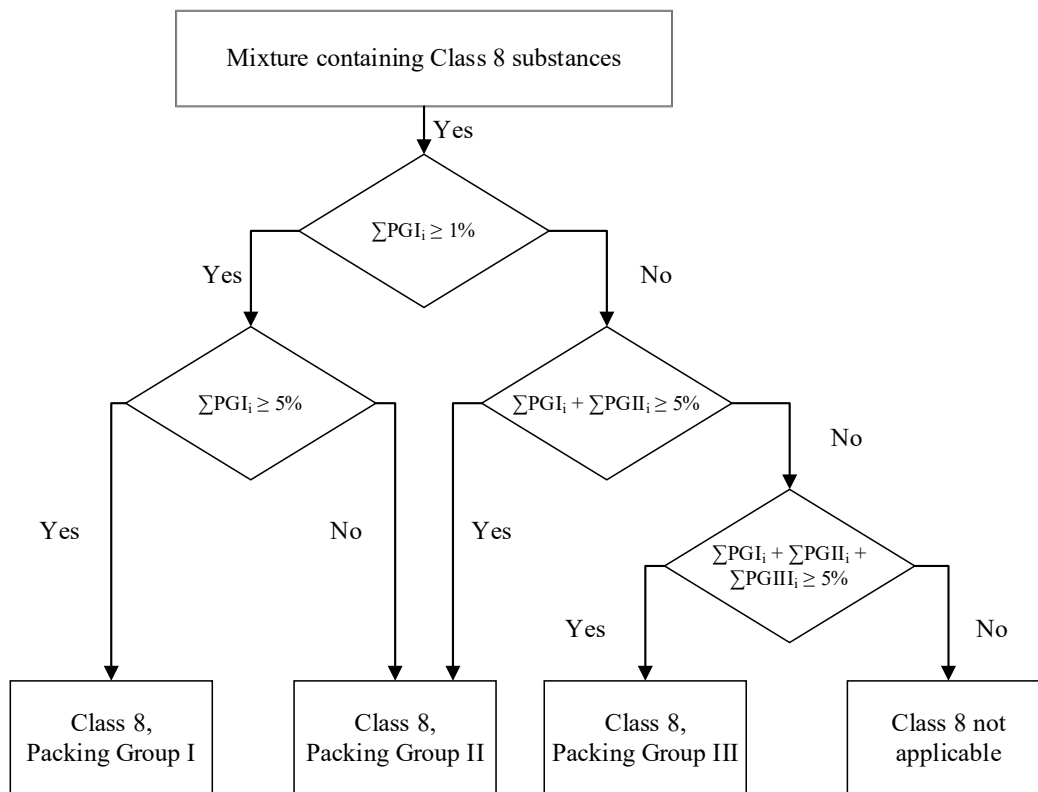 Mixture containing Class 8 substances
Yes
∑PGIᵢ ≥ 1%
Yes
No
∑PGIᵢ ≥ 5%
∑PGIᵢ + ∑PGIIᵢ ≥ 5%
No
Yes
No
Yes
∑PGIᵢ + ∑PGIIᵢ +
∑PGIIIᵢ ≥ 5%
Yes
No
Class 8,
Packing Group I
Class 8,
Packing Group II
Class 8,
Packing Group III
Class 8 not
applicable